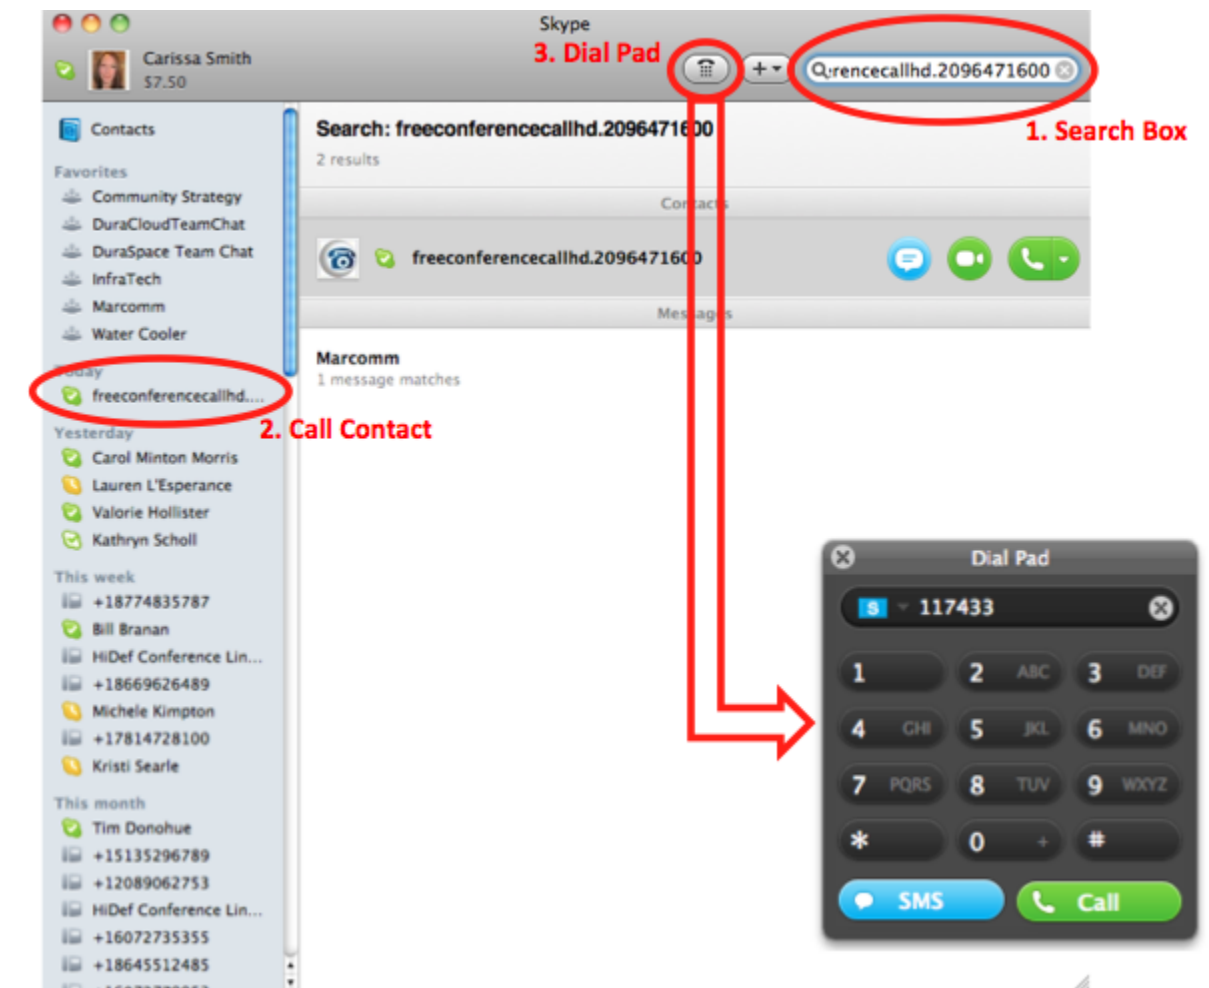 Skype
Carissa Smith
$7.50
3. Dial Pad
rencecallhd.2096471600
1. Search Box
Contacts
Favorites
Community Strategy
DuraCloudTeamChat
DuraSpace Team Chat
InfraTech
Marcomm
Water Cooler
Today
freeconferencecallhd....
2. Call Contact
Yesterday
Carol Minton Morris
Lauren L'Esperance
Valorie Hollister
Kathryn Scholl
This week
+18774835787
Bill Branan
HiDef Conference Lin...
+18669626489
Michele Kimpton
+17814728100
Kristi Searle
This month
Tim Donohue
+15135296789
+12089062753
HiDef Conference Lin...
+16072735355
+18645512485
Search: freeconferencecallhd.2096471600
2 results
Contacts
freeconferencecallhd.2096471600
Messages
Marcomm
1 message matches
Dial Pad
S 117433
1 2 ABC 3 DEF
4 GHI 5 JKL 6 MNO
7 PQRS 8 TUV 9 WXYZ
* 0 + #
SMS Call